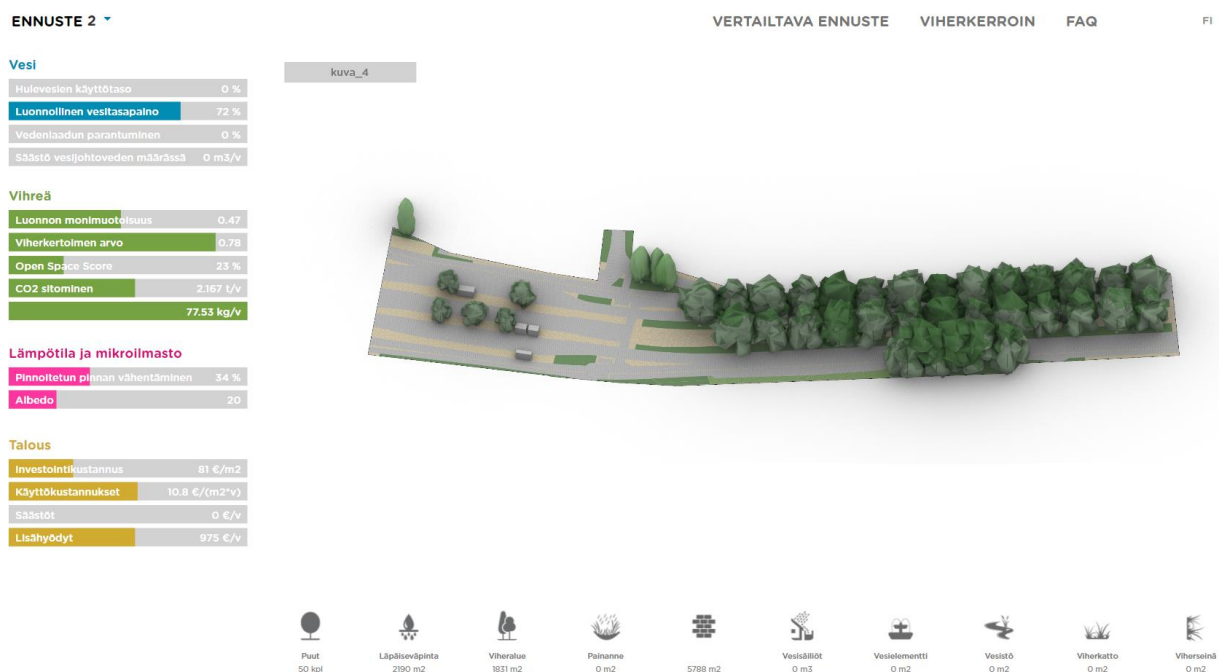 ENNUSTE 2
VERTAILTAVA ENNUSTE VIHERKERROIN FAQ FI
Vesi
kuva_4
Hulevesien käyttötaso 0 %
Luonnollinen vesitasapaino 72 %
Vedenlaadun parantuminen 0 %
Säästö vesijohtoveden määrässä 0 m3/v
Vihreä
Luonnon monimuotoisuus 0.47
Viherkertoimen arvo 0.78
Open Space Score 23 %
CO2 sitominen 2.167 t/v
77.53 kg/v
Lämpötila ja mikroilmasto
Pinnoitetun pinnan vähentäminen 34 %
Albedo 20
Talous
Investointikustannus 81 €/m2
Käyttökustannukset 10.8 €/(m2*v)
Säästöt 0 €/v
Lisähyödyt 975 €/v
Puut Läpäiseväpinta Viheralue Painanne Vesisäiliöt Vesielementti Vesistö Viherkatto Viherseinä
50 kpl 2190 m2 1831 m2 0 m2 5788 m2 0 m3 0 m2 0 m2 0 m2 0 m2